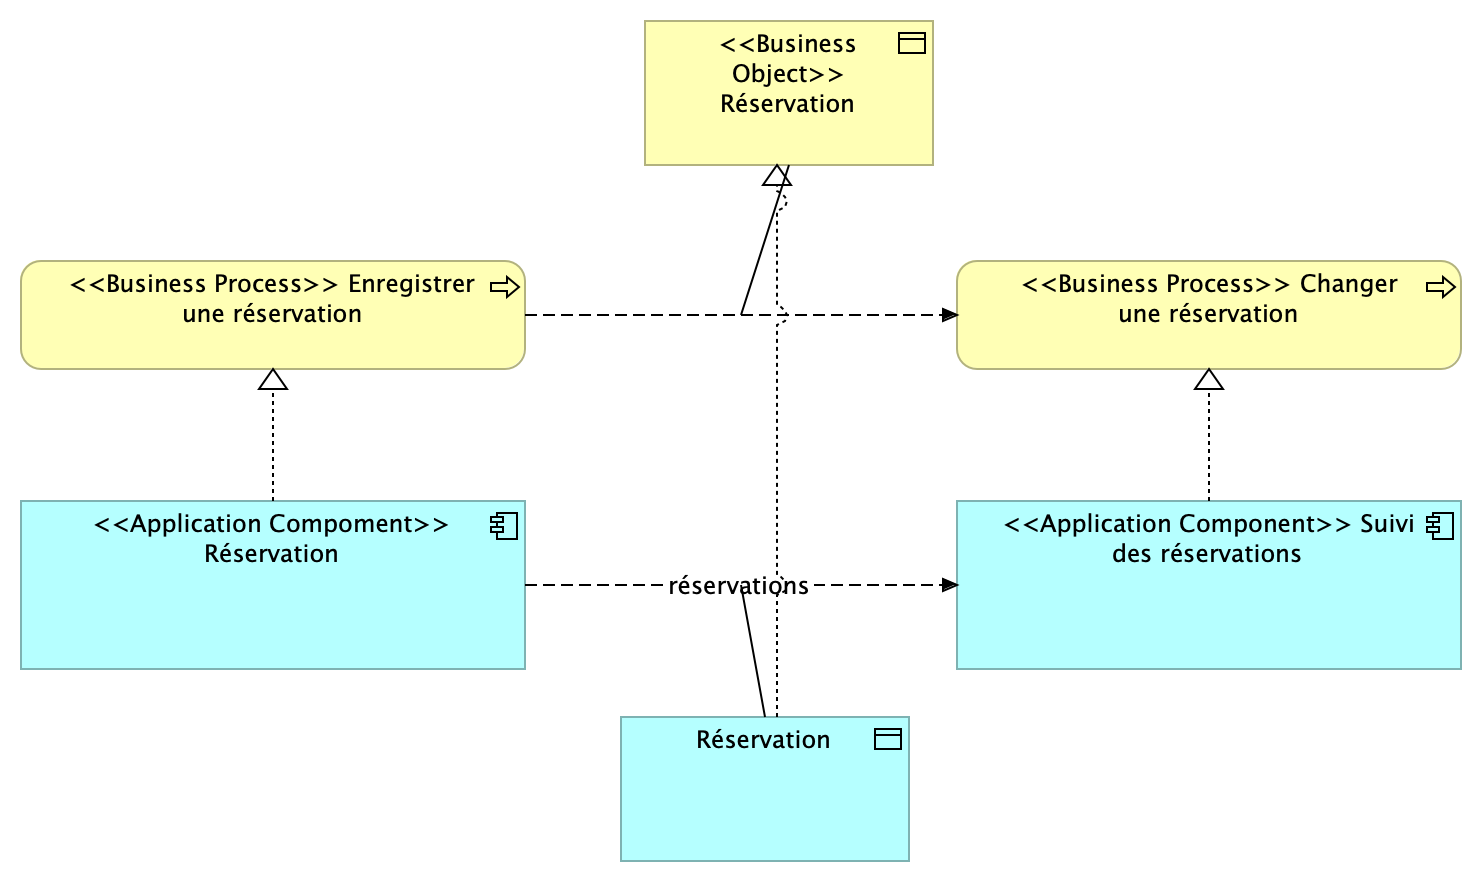 <<Business
Object>>
Réservation
<<Business Process>> Enregistrer
une réservation
<<Business Process>> Changer
une réservation
<<Application Compoment>>
Réservation
<<Application Component>> Suivi
des réservations
réservations
Réservation